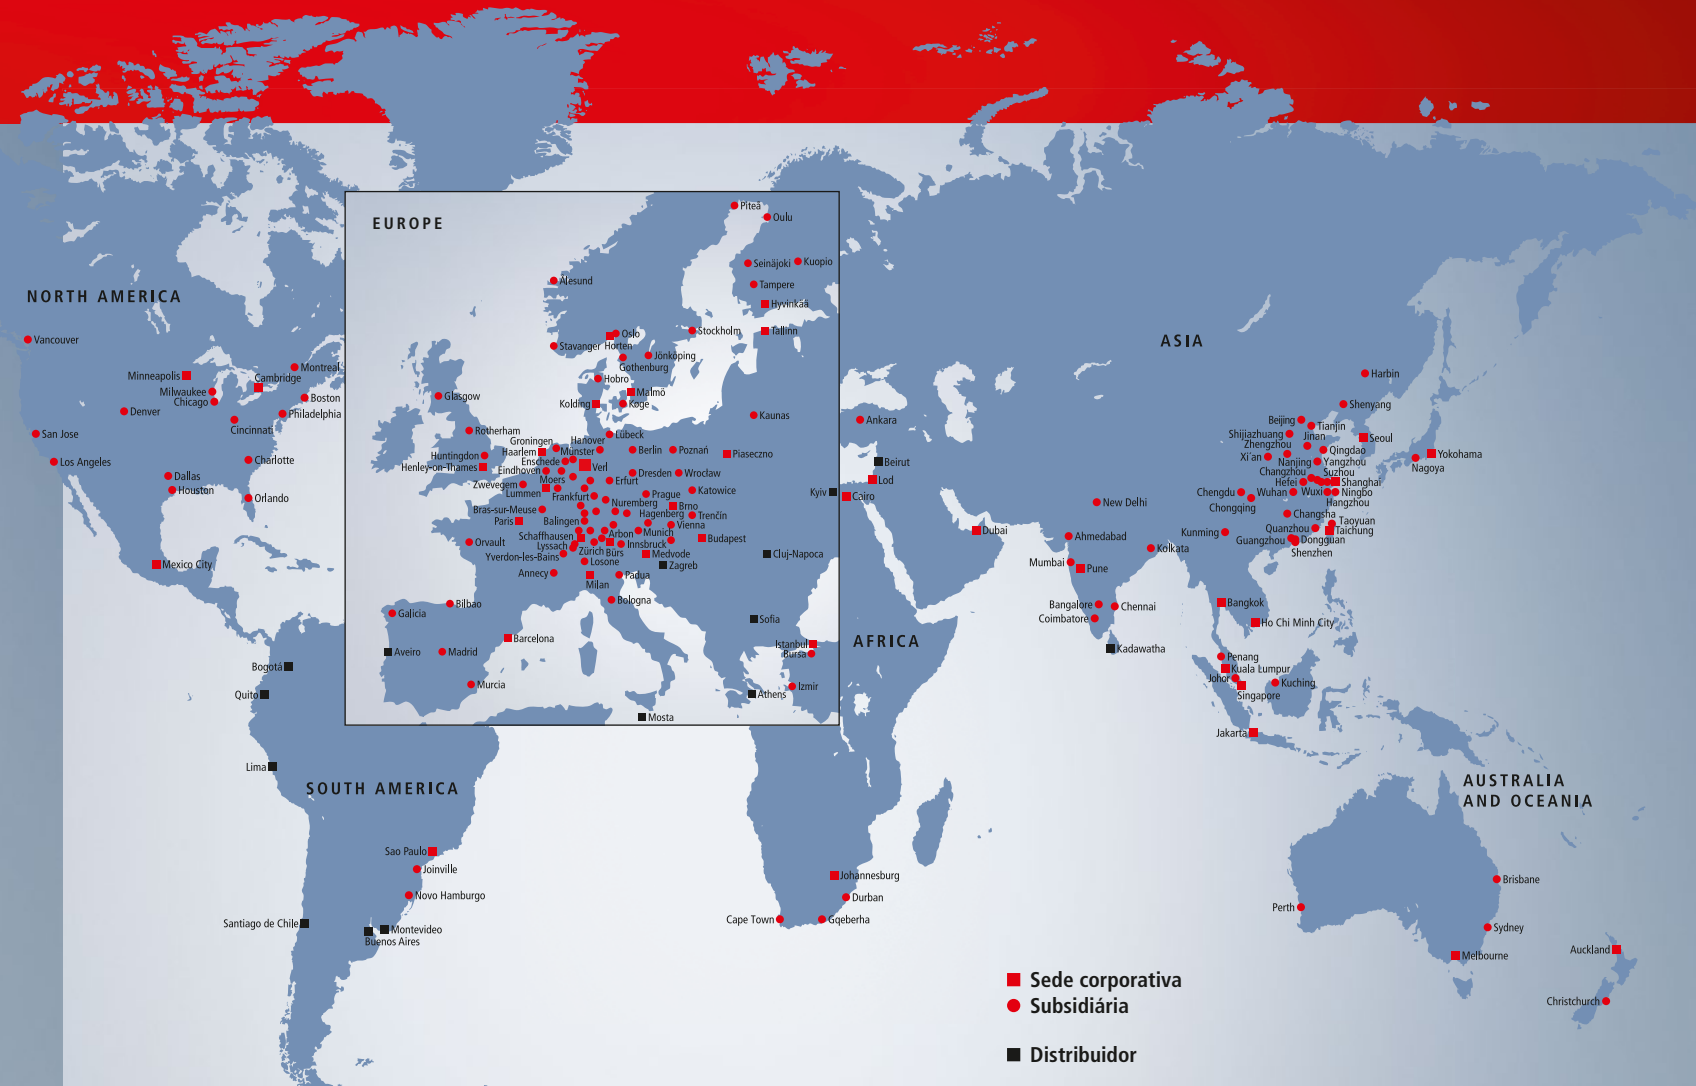 EUROPE
Piteå
Oulu
Seinäjoki
Kuopio
Ålesund
Tampere
Hyvinkää
Oslo
Stockholm
Tallinn
Stavanger
Horten
Jönköping
Gothenburg
Hobro
Malmö
Glasgow
Kolding
Køge
Kaunas
Rotherham
Lübeck
Groningen
Hanover
Haarlem
Münster
Berlin
Poznań
Piaseczno
Huntingdon
Enschede
Henley-on-Thames
Eindhoven
Verl
Moers
Dresden
Wrocław
Zwevegem
Erfurt
Lummen
Frankfurt
Prague
Katowice
Kyiv
Nuremberg
Brno
Bras-sur-Meuse
Hagenberg
Trenčín
Paris
Balingen
Vienna
Schaffhausen
Arbon
Munich
Budapest
Orvault
Lyssach
Innsbruck
Zürich
Bürs
Medvode
Cluj-Napoca
Yverdon-les-Bains
Losone
Zagreb
Annecy
Milan
Padua
Bologna
Bilbao
Galicia
Sofia
Barcelona
Istanbul
Aveiro
Madrid
Bursa
Murcia
Izmir
Athens
Mosta
NORTH AMERICA
Vancouver
Montreal
Minneapolis
Cambridge
Milwaukee
Chicago
Boston
Denver
Philadelphia
Cincinnati
San Jose
Los Angeles
Charlotte
Dallas
Houston
Orlando
Mexico City
Bogotá
Quito
Lima
SOUTH AMERICA
Sao Paulo
Joinville
Novo Hamburgo
Santiago de Chile
Montevideo
Buenos Aires
AFRICA
Cairo
Johannesburg
Durban
Cape Town
Gqeberha
ASIA
Harbin
Shenyang
Ankara
Beijing
Tianjin
Shijiazhuang
Jinan
Seoul
Zhengzhou
Qingdao
Yokohama
Xi'an
Nanjing
Yangzhou
Nagoya
Beirut
Changzhou
Suzhou
Lod
Hefei
Shanghai
Chengdu
Wuhan
Wuxi
Ningbo
New Delhi
Chongqing
Hangzhou
Changsha
Taoyuan
Dubai
Quanzhou
Taichung
Ahmedabad
Kunming
Guangzhou
Dongguan
Kolkata
Shenzhen
Mumbai
Pune
Bangalore
Chennai
Bangkok
Coimbatore
Ho Chi Minh City
Kadawatha
Penang
Kuala Lumpur
Johor
Kuching
Singapore
Jakarta
AUSTRALIA
AND OCEANIA
Brisbane
Perth
Sydney
Melbourne
Auckland
Christchurch
Sede corporativa
Subsidiária
Distribuidor